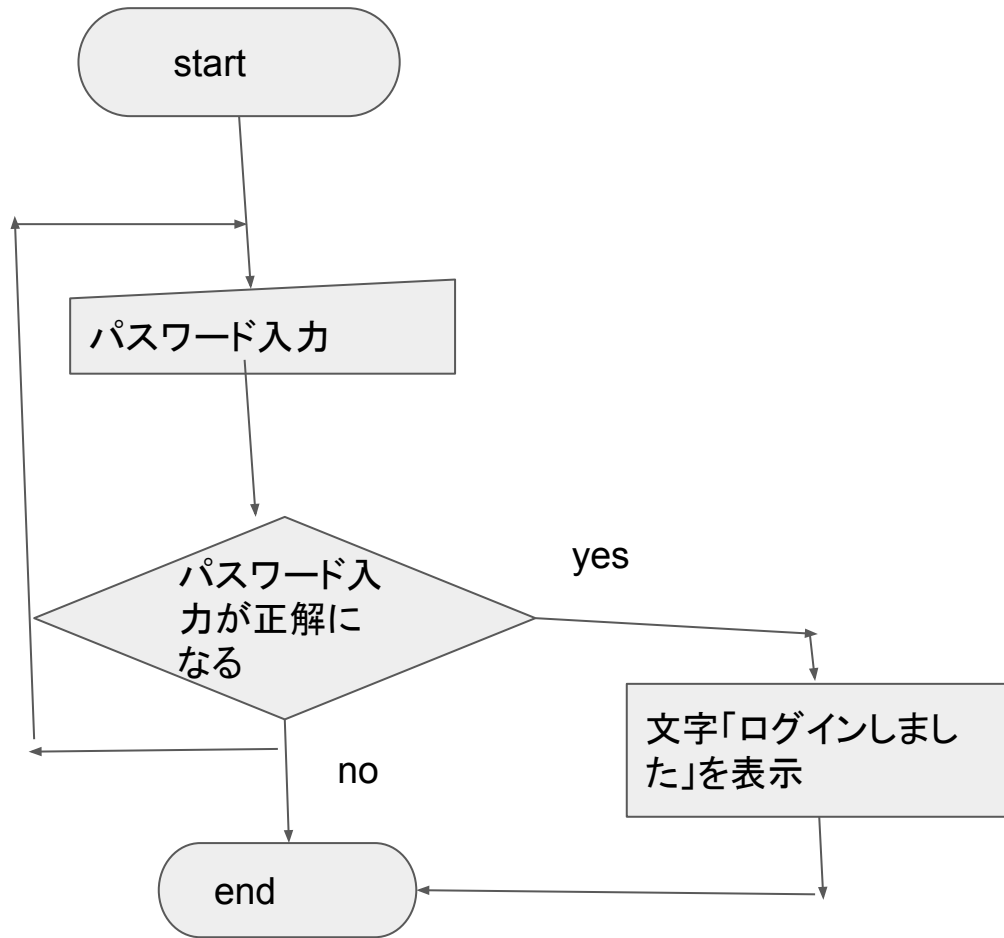 start
パスワード入力
パスワード入
力が正解に
なる
yes
文字「ログインしまし
た」を表示
no
end